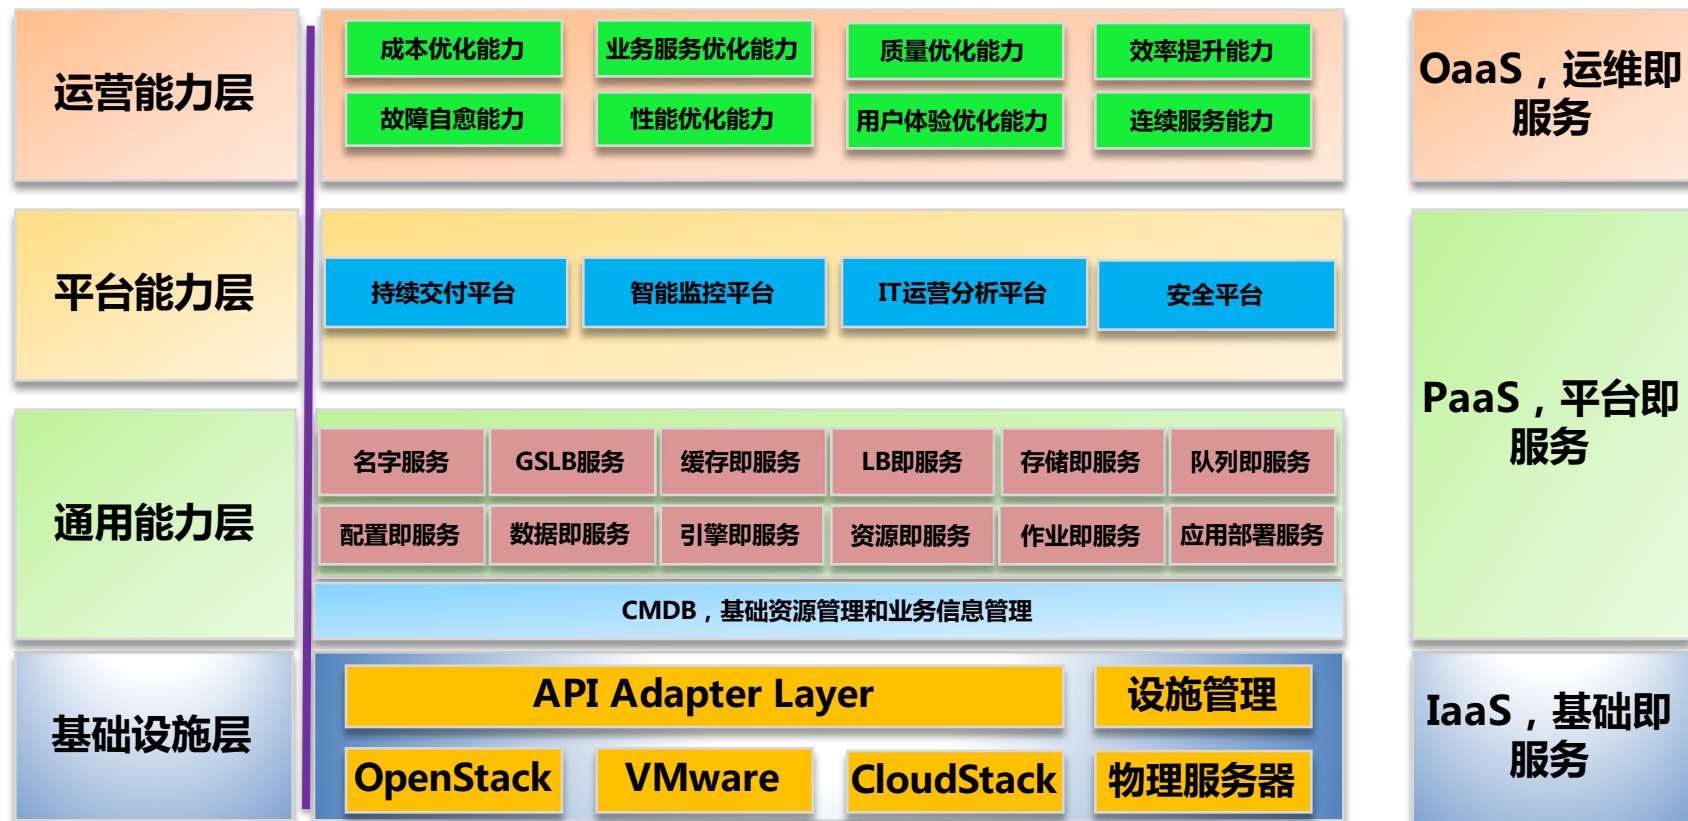 运营能力层
成本优化能力
业务服务优化能力
质量优化能力
效率提升能力
故障自愈能力
性能优化能力
用户体验优化能力
连续服务能力
OaaS，运维即
服务
平台能力层
持续交付平台
智能监控平台
IT运营分析平台
安全平台
PaaS，平台即
服务
通用能力层
名字服务
GSLB服务
缓存即服务
LB即服务
存储即服务
队列即服务
配置即服务
数据即服务
引擎即服务
资源即服务
作业即服务
应用部署服务
CMDB，基础资源管理和业务信息管理
基础设施层
API Adapter Layer
设施管理
OpenStack
VMware
CloudStack
物理服务器
IaaS，基础即
服务